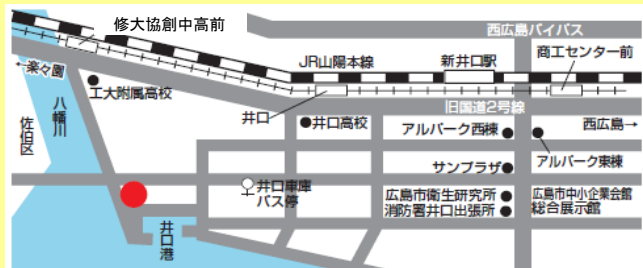 修大協創中高前
西広島バイパス
JR山陽本線
新井口駅
商工センター前
←楽々園
工大附属高校
旧国道2号線
八幡川
佐伯区
井口
井口高校
アルパーク西棟
西広島→
アルパーク東棟
サンプラザ
井口車庫
バス停
広島市衛生研究所
消防署井口出張所
広島市中小企業会館
総合展示館
井口港